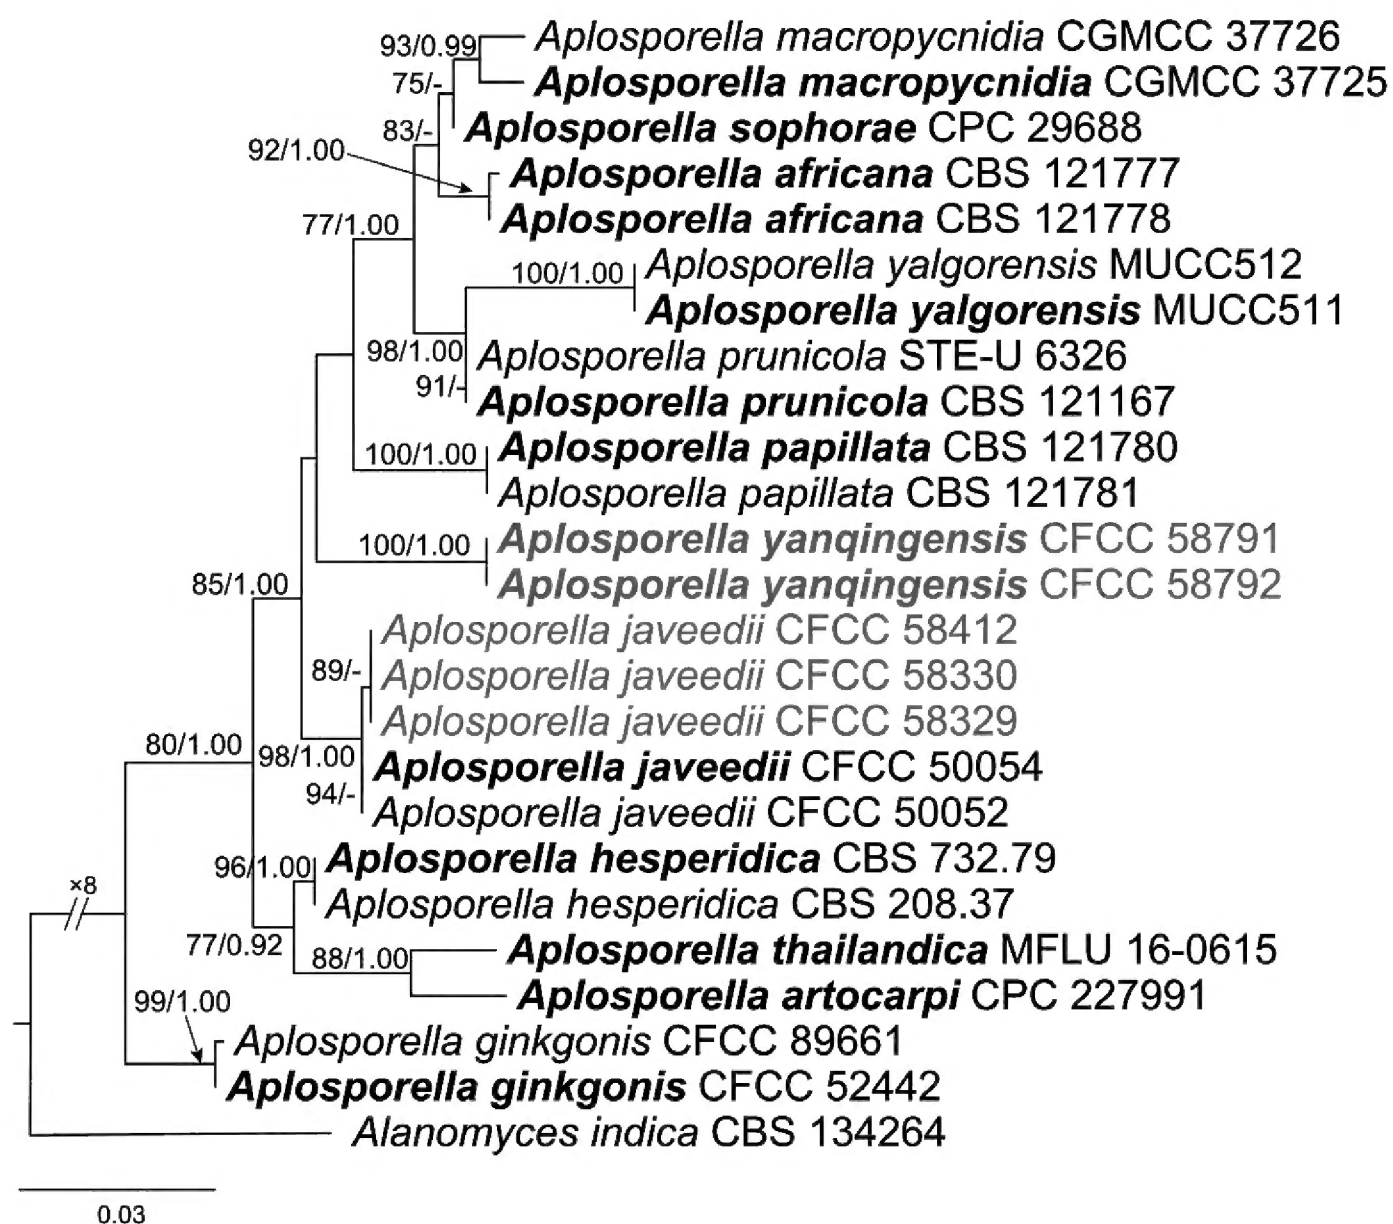 Aplosporella macropycnidia CGMCC 37726
93/0.99
Aplosporella macropycnidia CGMCC 37725
75/-
Aplosporella sophorae CPC 29688
83/-
92/1.00
Aplosporella africana CBS 121777
Aplosporella africana CBS 121778
77/1.00
Aplosporella yalgorensis MUCC512
100/1.00
Aplosporella yalgorensis MUCC511
98/1.00
Aplosporella prunicola STE-U 6326
91/-
Aplosporella prunicola CBS 121167
Aplosporella papillata CBS 121780
100/1.00
Aplosporella papillata CBS 121781
Aplosporella yanqingensis CFCC 58791
100/1.00
Aplosporella yanqingensis CFCC 58792
85/1.00
Aplosporella javeedii CFCC 58412
89/-
Aplosporella javeedii CFCC 58330
Aplosporella javeedii CFCC 58329
80/1.00
98/1.00
Aplosporella javeedii CFCC 50054
94/-
Aplosporella javeedii CFCC 50052
96/1.00
Aplosporella hesperidica CBS 732.79
×8
Aplosporella hesperidica CBS 208.37
77/0.92
88/1.00
Aplosporella thailandica MFLU 16-0615
Aplosporella artocarpi CPC 227991
99/1.00
Aplosporella ginkgonis CFCC 89661
Aplosporella ginkgonis CFCC 52442
Alanomyces indica CBS 134264
0.03